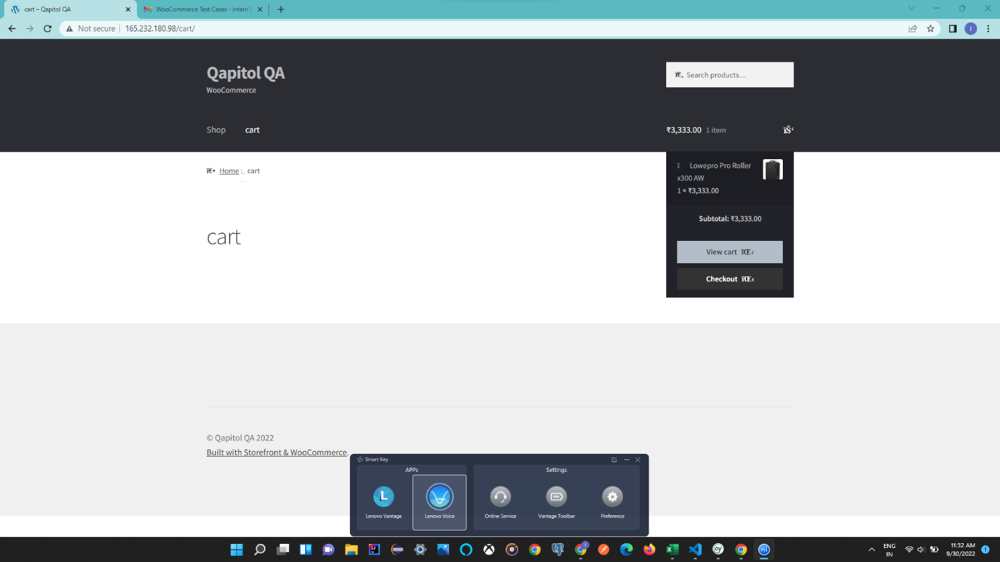 cart – Qapitol QA
WooCommerce Test Cases - intern1
Not secure
165.232.180.98/cart/
I
Qapitol QA
WooCommerce
Search products…
Shop
cart
₹3,333.00 1 item
Home
cart
Lowepro Pro Roller
x300 AW
1 × ₹3,333.00
Subtotal: ₹3,333.00
cart
View cart
Checkout
© Qapitol QA 2022
Built with Storefront & WooCommerce.
Smart Key
APPs
Settings
L
Lenovo Vantage
Lenovo Voice
Online Service
Vantage Toolbar
Preference
ENG
IN
11:32 AM
9/30/2022
1